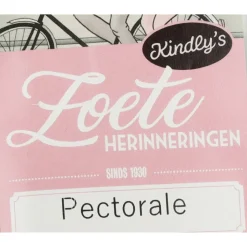 Kindly's
Zoete
HERINNERINGEN
SINDS 1930
Pectorale